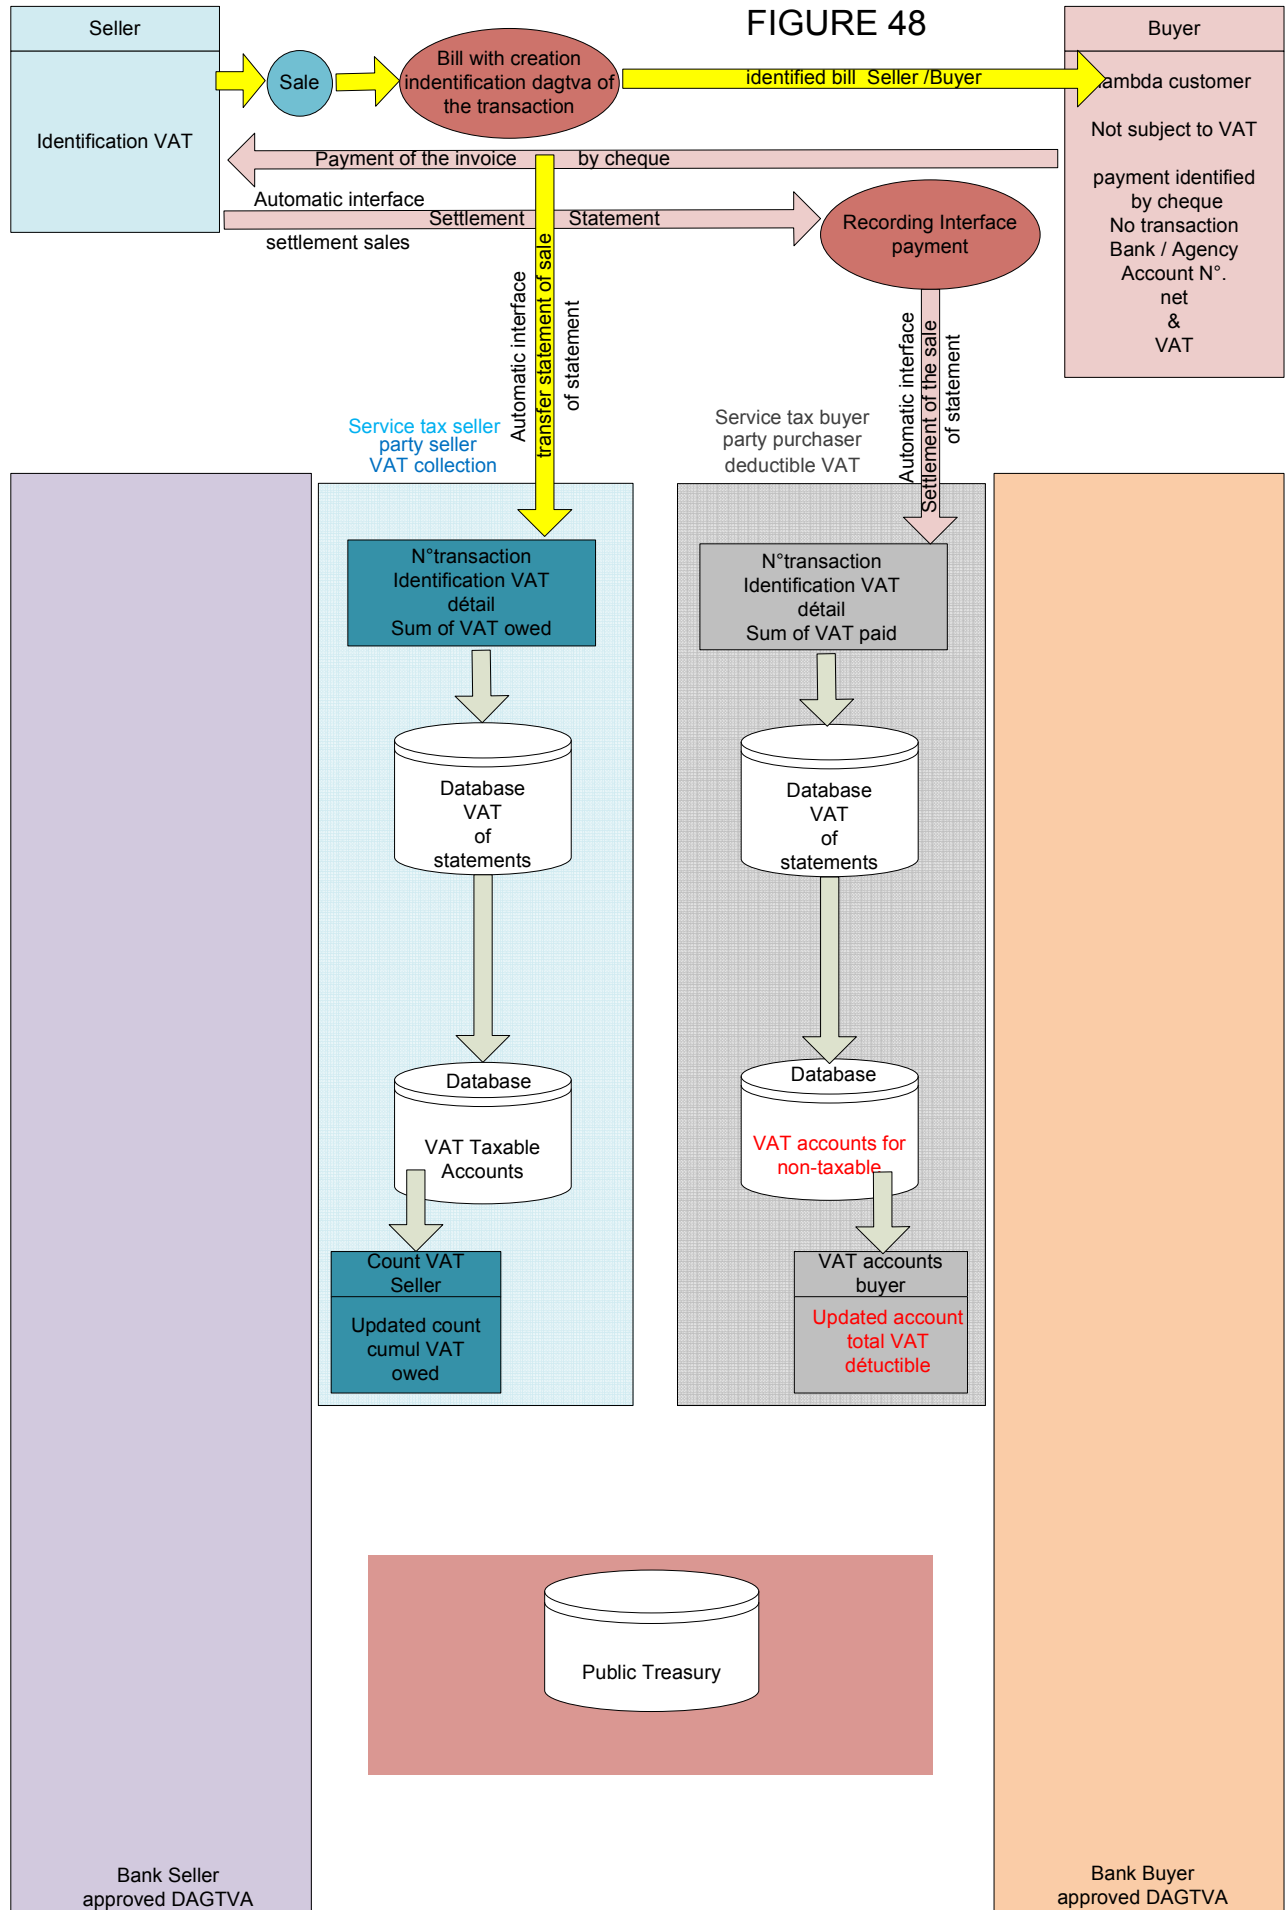 FIGURE 48
Seller
Identification VAT
Sale
Bill with creation
indentification dagtva of
the transaction
identified bill  Seller /Buyer
Buyer
lambda customer
Not subject to VAT
payment identified
by cheque
No transaction
Bank / Agency
Account N°.
net
&
VAT
Payment of the invoice by cheque
Automatic interface
Settlement Statement
settlement sales
Recording Interface
payment
Automatic interface
transfer statement of sale
of statement
Automatic interface
Settlement of the sale
of statement
Service tax seller
party seller
VAT collection
Service tax buyer
party purchaser
deductible VAT
N°transaction
Identification VAT
détail
Sum of VAT owed
N°transaction
Identification VAT
détail
Sum of VAT paid
Database
VAT
of
statements
Database
VAT
of
statements
Database
VAT Taxable
Accounts
Database
VAT accounts for
non-taxable
Count VAT
Seller
Updated count
cumul VAT
owed
VAT accounts
buyer
Updated account
total VAT
détuctible
Public Treasury
Bank Seller
approved DAGTVA
Bank Buyer
approved DAGTVA